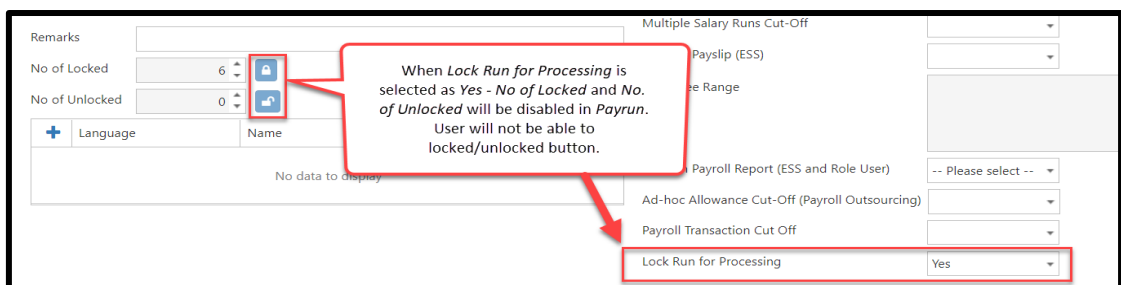 Remarks
No of Locked 6
No of Unlocked 0
Language Name
No data to display
When Lock Run for Processing is
selected as Yes - No of Locked and No.
of Unlocked will be disabled in Payrun.
User will not be able to
locked/unlocked button.
Multiple Salary Runs Cut-Off
Payslip (ESS)
Range
Payroll Report (ESS and Role User) -- Please select --
Ad-hoc Allowance Cut-Off (Payroll Outsourcing)
Payroll Transaction Cut Off
Lock Run for Processing Yes